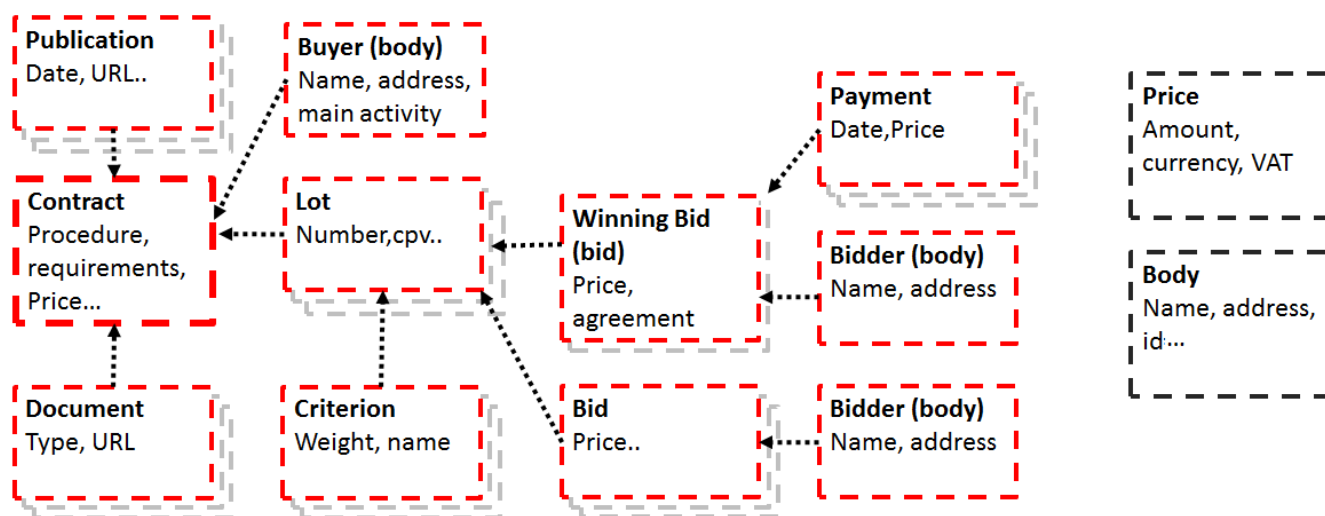 Publication
Date, URL..
Buyer (body)
Name, address,
main activity
Payment
Date,Price
Price
Amount,
currency, VAT
Contract
Procedure,
requirements,
Price...
Lot
Number,cpv..
Winning Bid
(bid)
Price,
agreement
Bidder (body)
Name, address
Body
Name, address,
id...
Document
Type, URL
Criterion
Weight, name
Bid
Price..
Bidder (body)
Name, address